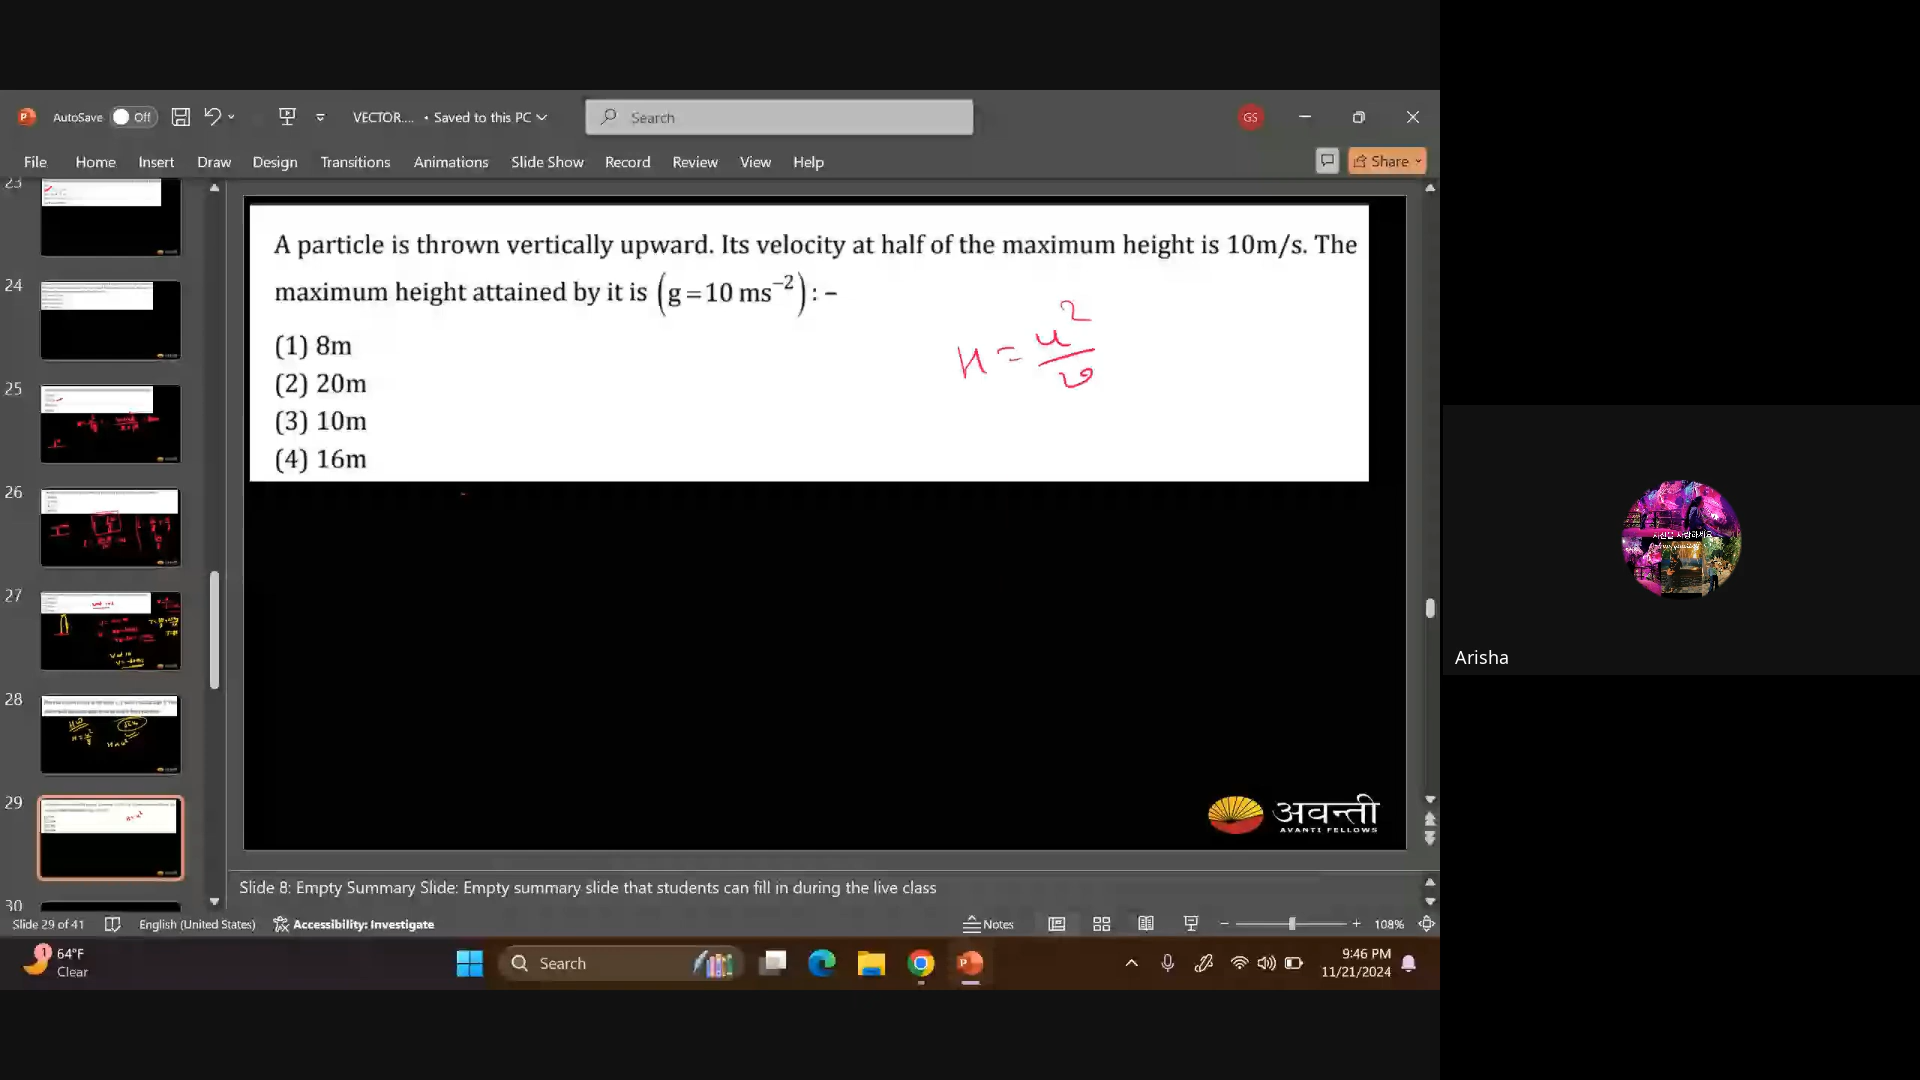 AutoSave Off VECTOR.... • Saved to this PC Search GS
File Home Insert Draw Design Transitions Animations Slide Show Record Review View Help Share
23
24
25
26
27
28
29
30
A particle is thrown vertically upward. Its velocity at half of the maximum height is 10m/s. The
maximum height attained by it is (g=10 ms⁻²) : –
(1) 8m
(2) 20m
(3) 10m
(4) 16m
H = u²/2g
अवन्ती
AVANTI FELLOWS
Slide 8: Empty Summary Slide: Empty summary slide that students can fill in during the live class
Slide 29 of 41 English (United States) Accessibility: Investigate Notes 108%
1 64°F
Clear
Search
9:46 PM
11/21/2024
Arisha